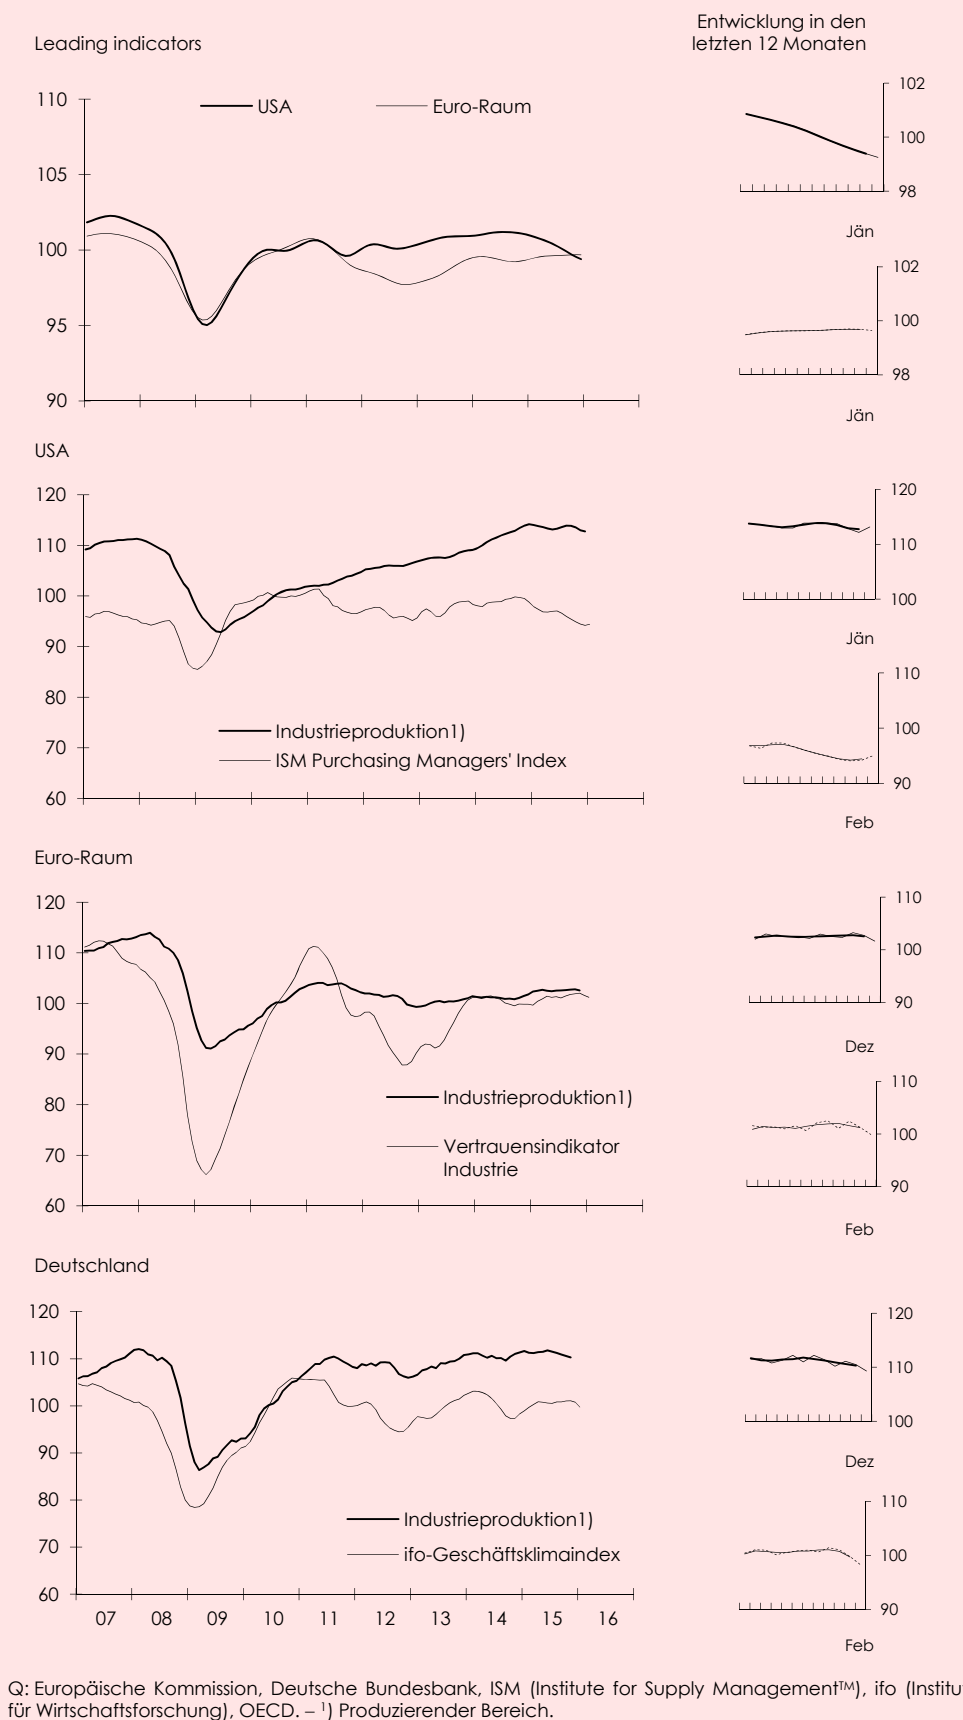 Entwicklung in den
letzten 12 Monaten
Leading indicators
USA
Euro-Raum
110
105
100
95
90
102
100
98
Jän
102
100
98
Jän
USA
120
110
100
90
80
70
60
Industrieproduktion1)
ISM Purchasing Managers' Index
120
110
100
Jän
110
100
90
Feb
Euro-Raum
120
110
100
90
80
70
60
Industrieproduktion1)
Vertrauensindikator
Industrie
110
100
90
Dez
110
100
90
Feb
Deutschland
120
110
100
90
80
70
60
Industrieproduktion1)
ifo-Geschäftsklimaindex
07 08 09 10 11 12 13 14 15 16
120
110
100
Dez
110
100
90
Feb
Q: Europäische Kommission, Deutsche Bundesbank, ISM (Institute for Supply Management™), ifo (Institu
für Wirtschaftsforschung), OECD. – ¹) Produzierender Bereich.